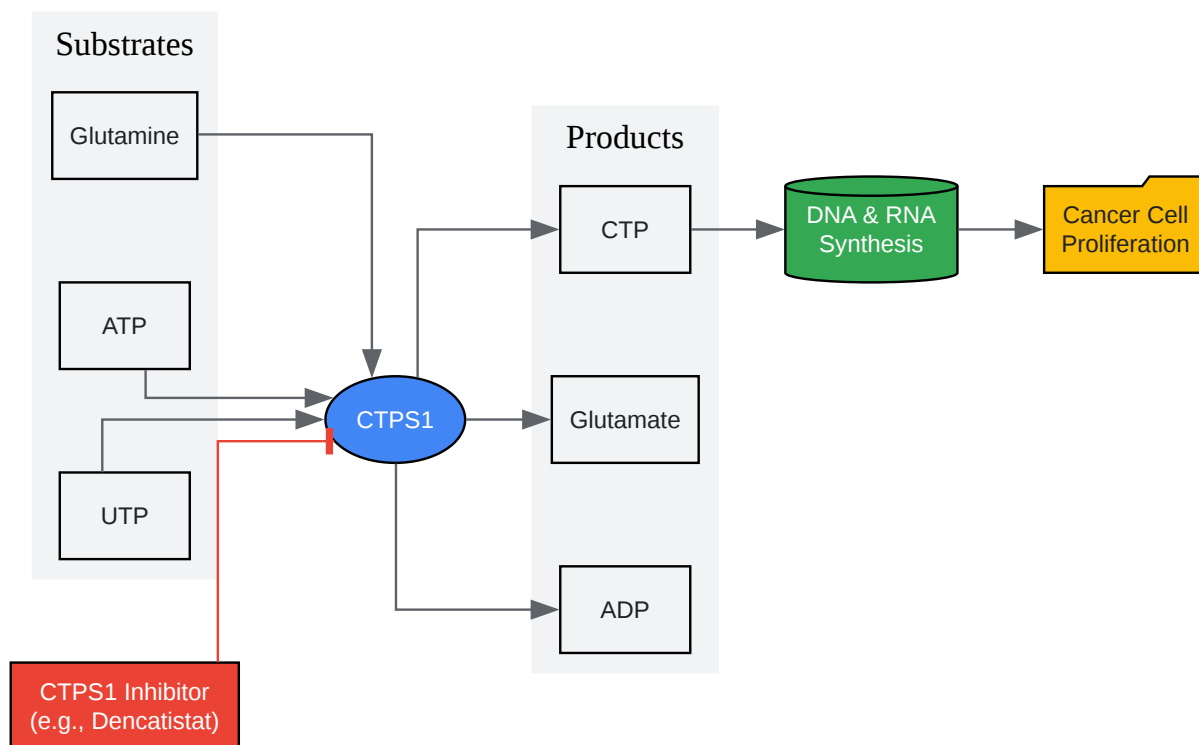 Substrates
Glutamine
ATP
UTP
CTPS1 Inhibitor
(e.g., Dencatistat)
CTPS1
Products
CTP
Glutamate
ADP
DNA & RNA
Synthesis
Cancer Cell
Proliferation